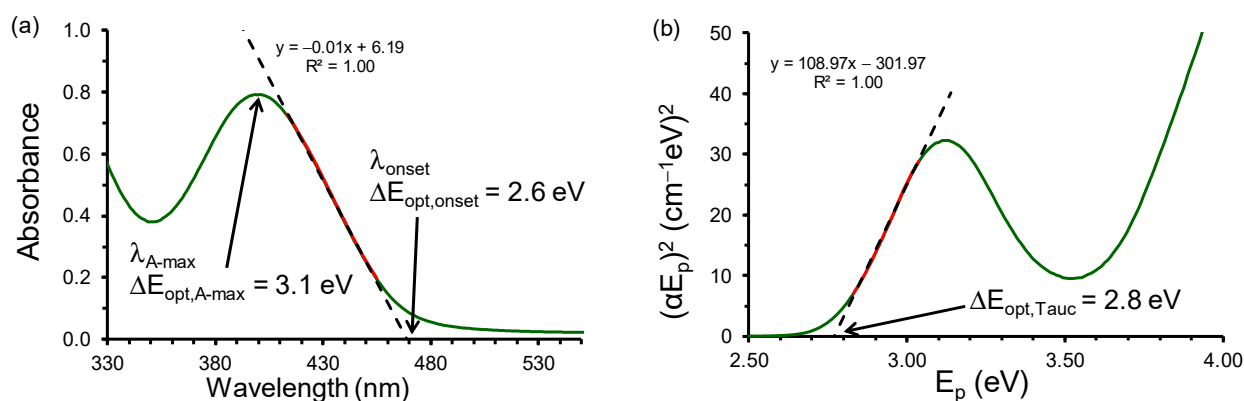 (a)
1.0
0.8
0.6
0.4
0.2
0.0
Absorbance
y = –0.01x + 6.19
R² = 1.00
λonset
ΔEopt,onset = 2.6 eV
λA-max
ΔEopt,A-max = 3.1 eV
330 380 430 480 530
Wavelength (nm)
(b)
50
40
30
20
10
0
(αEp)² (cm⁻¹eV)²
y = 108.97x – 301.97
R² = 1.00
ΔEopt,Tauc = 2.8 eV
2.50 3.00 3.50 4.00
Ep (eV)